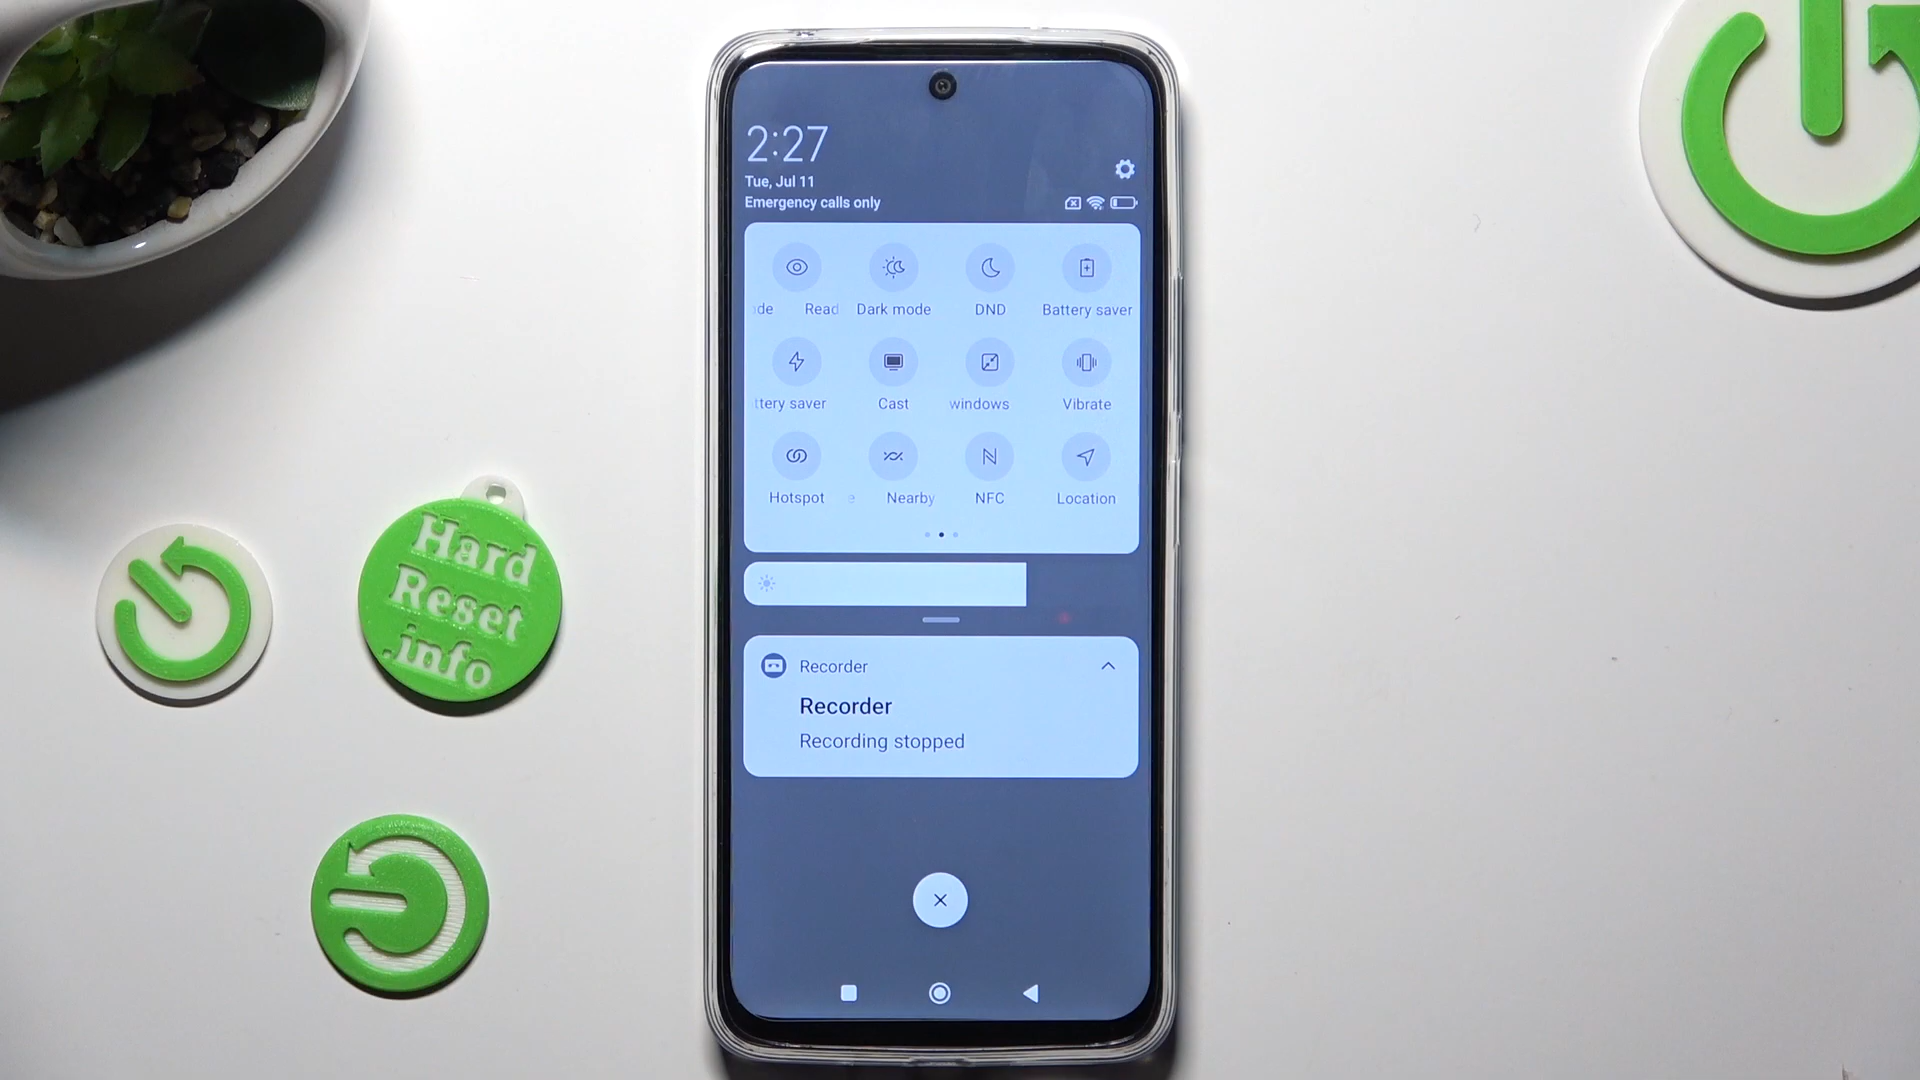 2:27
Tue, Jul 11
Emergency calls only
de Read
Dark mode
DND
Battery saver
ttery saver
Cast
windows
Vibrate
Hotspot
e Nearby
NFC
Location
Recorder
Recorder
Recording stopped
Hard
Reset
.info